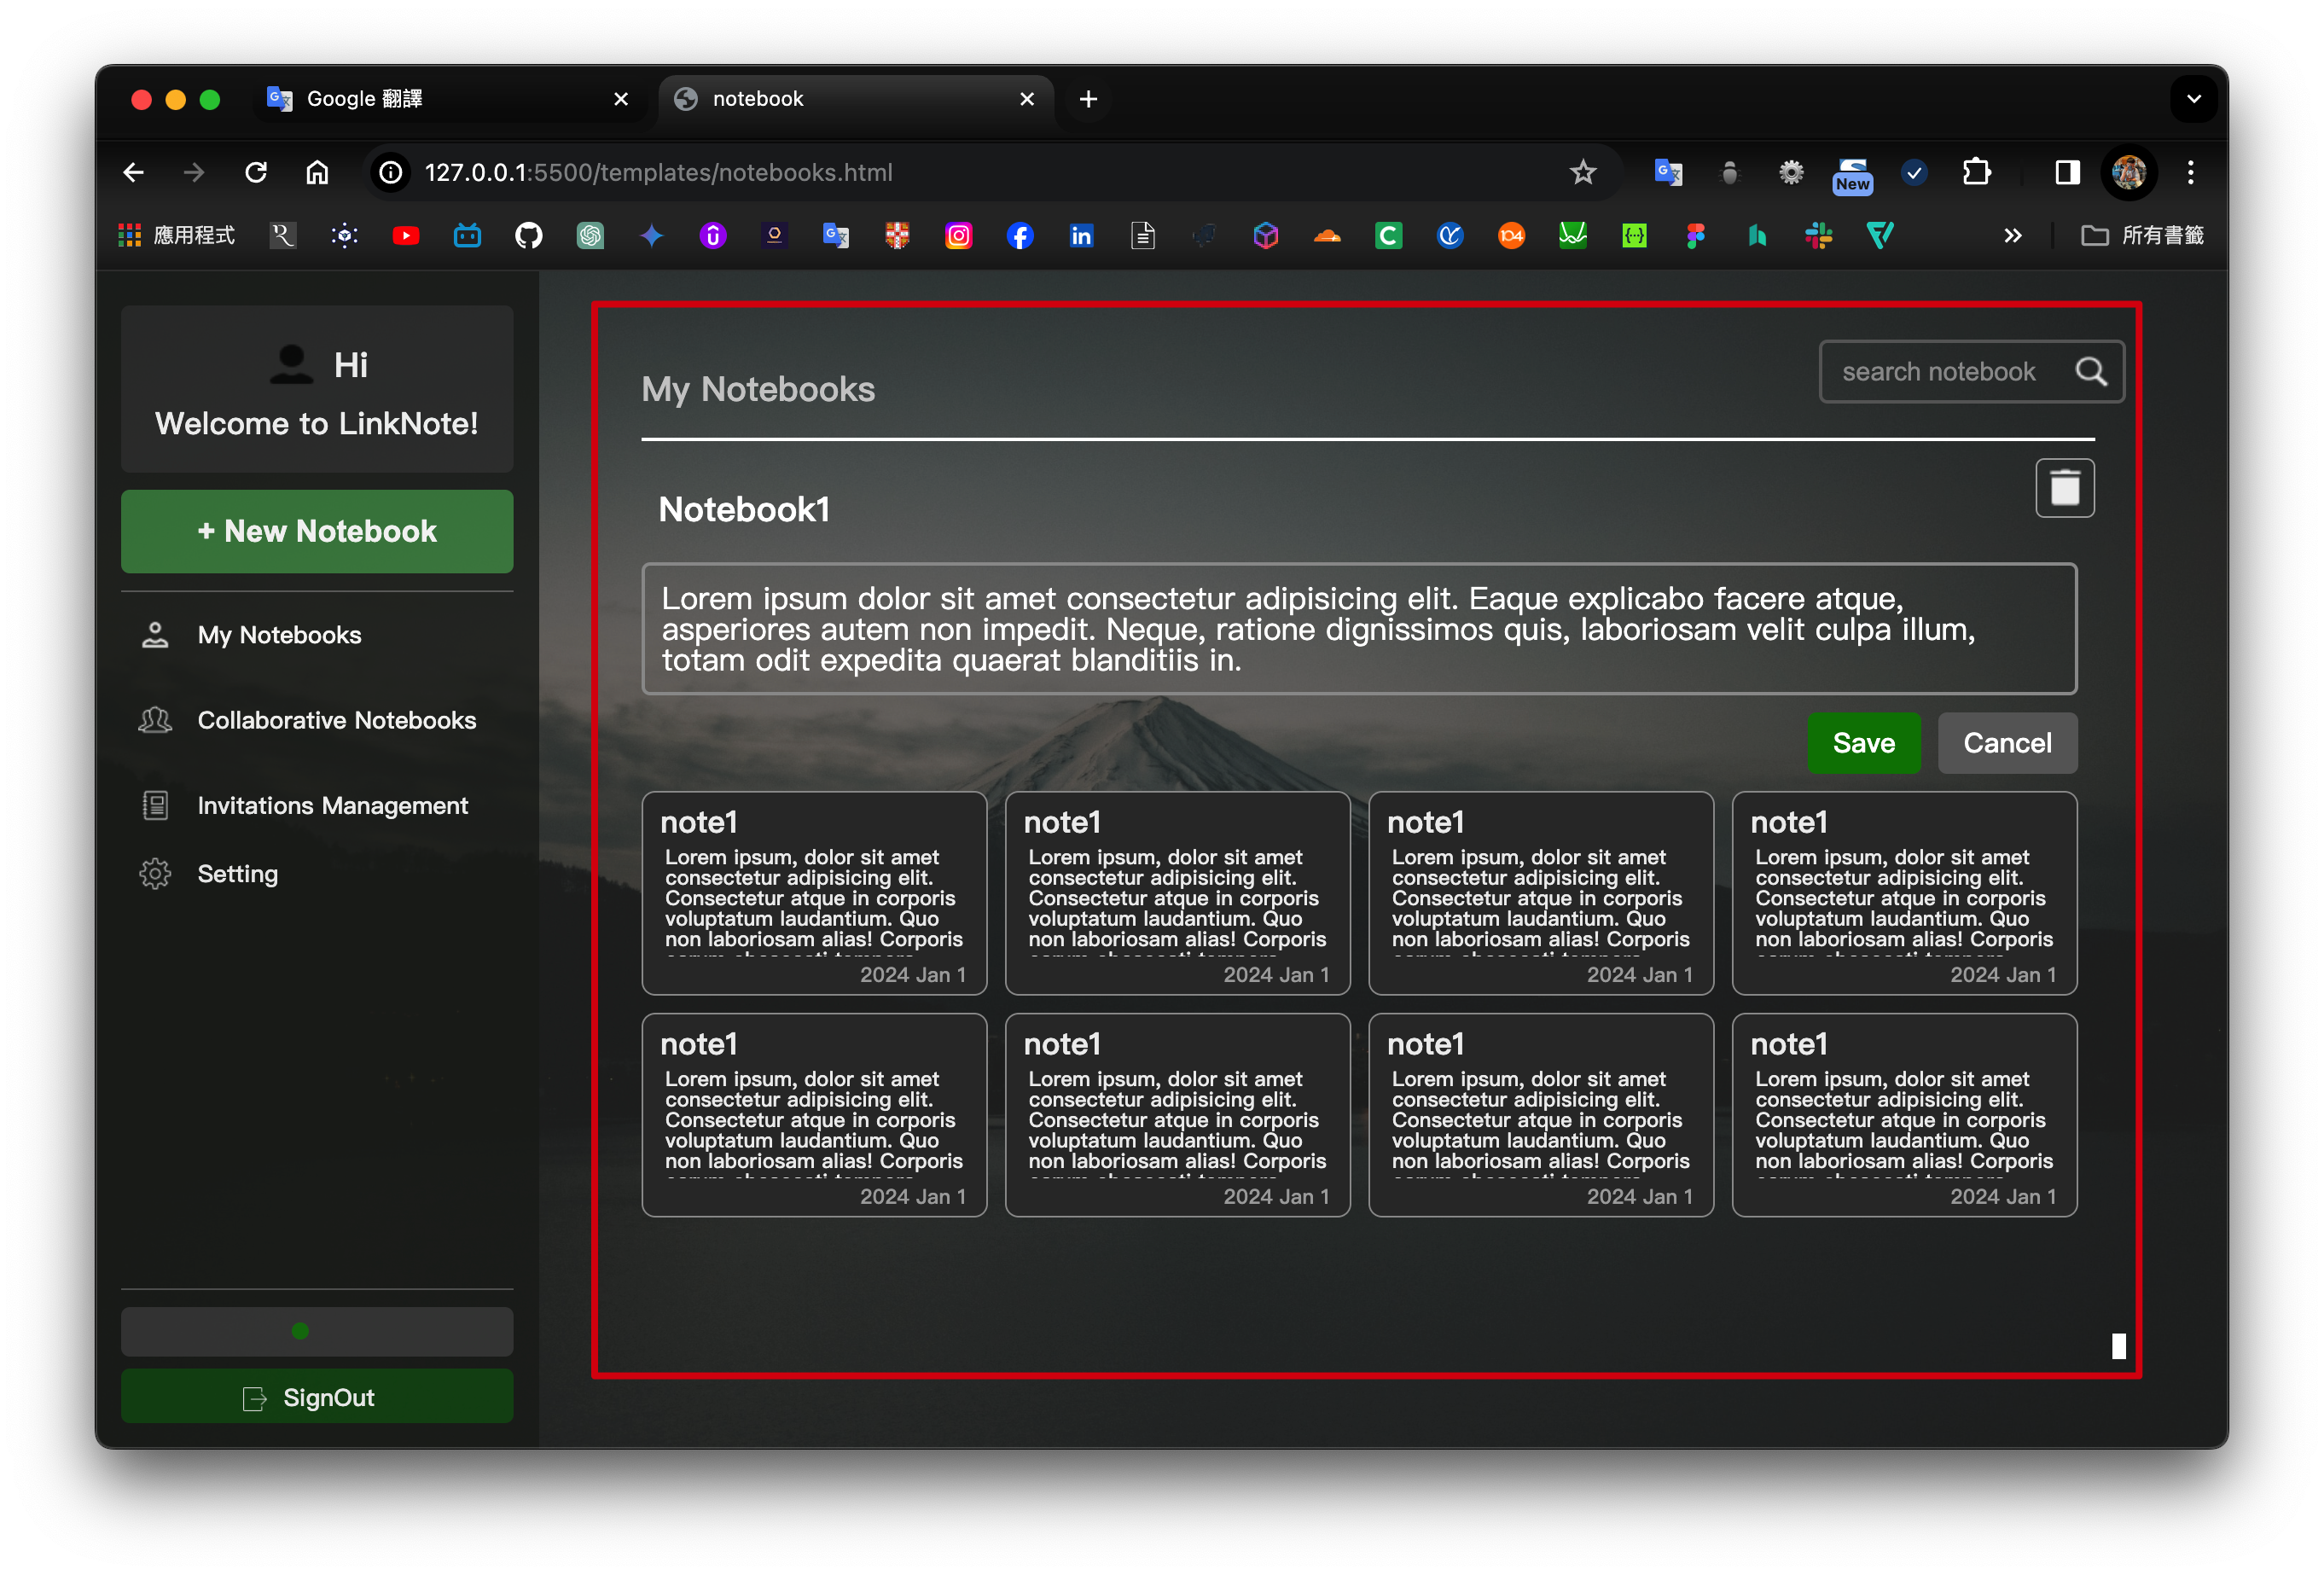 Google 翻譯
notebook
127.0.0.1:5500/templates/notebooks.html
New
應用程式
104
所有書籤
Hi
Welcome to LinkNote!
+ New Notebook
My Notebooks
Collaborative Notebooks
Invitations Management
Setting
SignOut
My Notebooks
search notebook
Notebook1
Lorem ipsum dolor sit amet consectetur adipisicing elit. Eaque explicabo facere atque,
asperiores autem non impedit. Neque, ratione dignissimos quis, laboriosam velit culpa illum,
totam odit expedita quaerat blanditiis in.
Save
Cancel
note1
Lorem ipsum, dolor sit amet
consectetur adipisicing elit.
Consectetur atque in corporis
voluptatum laudantium. Quo
non laboriosam alias! Corporis
2024 Jan 1
note1
Lorem ipsum, dolor sit amet
consectetur adipisicing elit.
Consectetur atque in corporis
voluptatum laudantium. Quo
non laboriosam alias! Corporis
2024 Jan 1
note1
Lorem ipsum, dolor sit amet
consectetur adipisicing elit.
Consectetur atque in corporis
voluptatum laudantium. Quo
non laboriosam alias! Corporis
2024 Jan 1
note1
Lorem ipsum, dolor sit amet
consectetur adipisicing elit.
Consectetur atque in corporis
voluptatum laudantium. Quo
non laboriosam alias! Corporis
2024 Jan 1
note1
Lorem ipsum, dolor sit amet
consectetur adipisicing elit.
Consectetur atque in corporis
voluptatum laudantium. Quo
non laboriosam alias! Corporis
2024 Jan 1
note1
Lorem ipsum, dolor sit amet
consectetur adipisicing elit.
Consectetur atque in corporis
voluptatum laudantium. Quo
non laboriosam alias! Corporis
2024 Jan 1
note1
Lorem ipsum, dolor sit amet
consectetur adipisicing elit.
Consectetur atque in corporis
voluptatum laudantium. Quo
non laboriosam alias! Corporis
2024 Jan 1
note1
Lorem ipsum, dolor sit amet
consectetur adipisicing elit.
Consectetur atque in corporis
voluptatum laudantium. Quo
non laboriosam alias! Corporis
2024 Jan 1